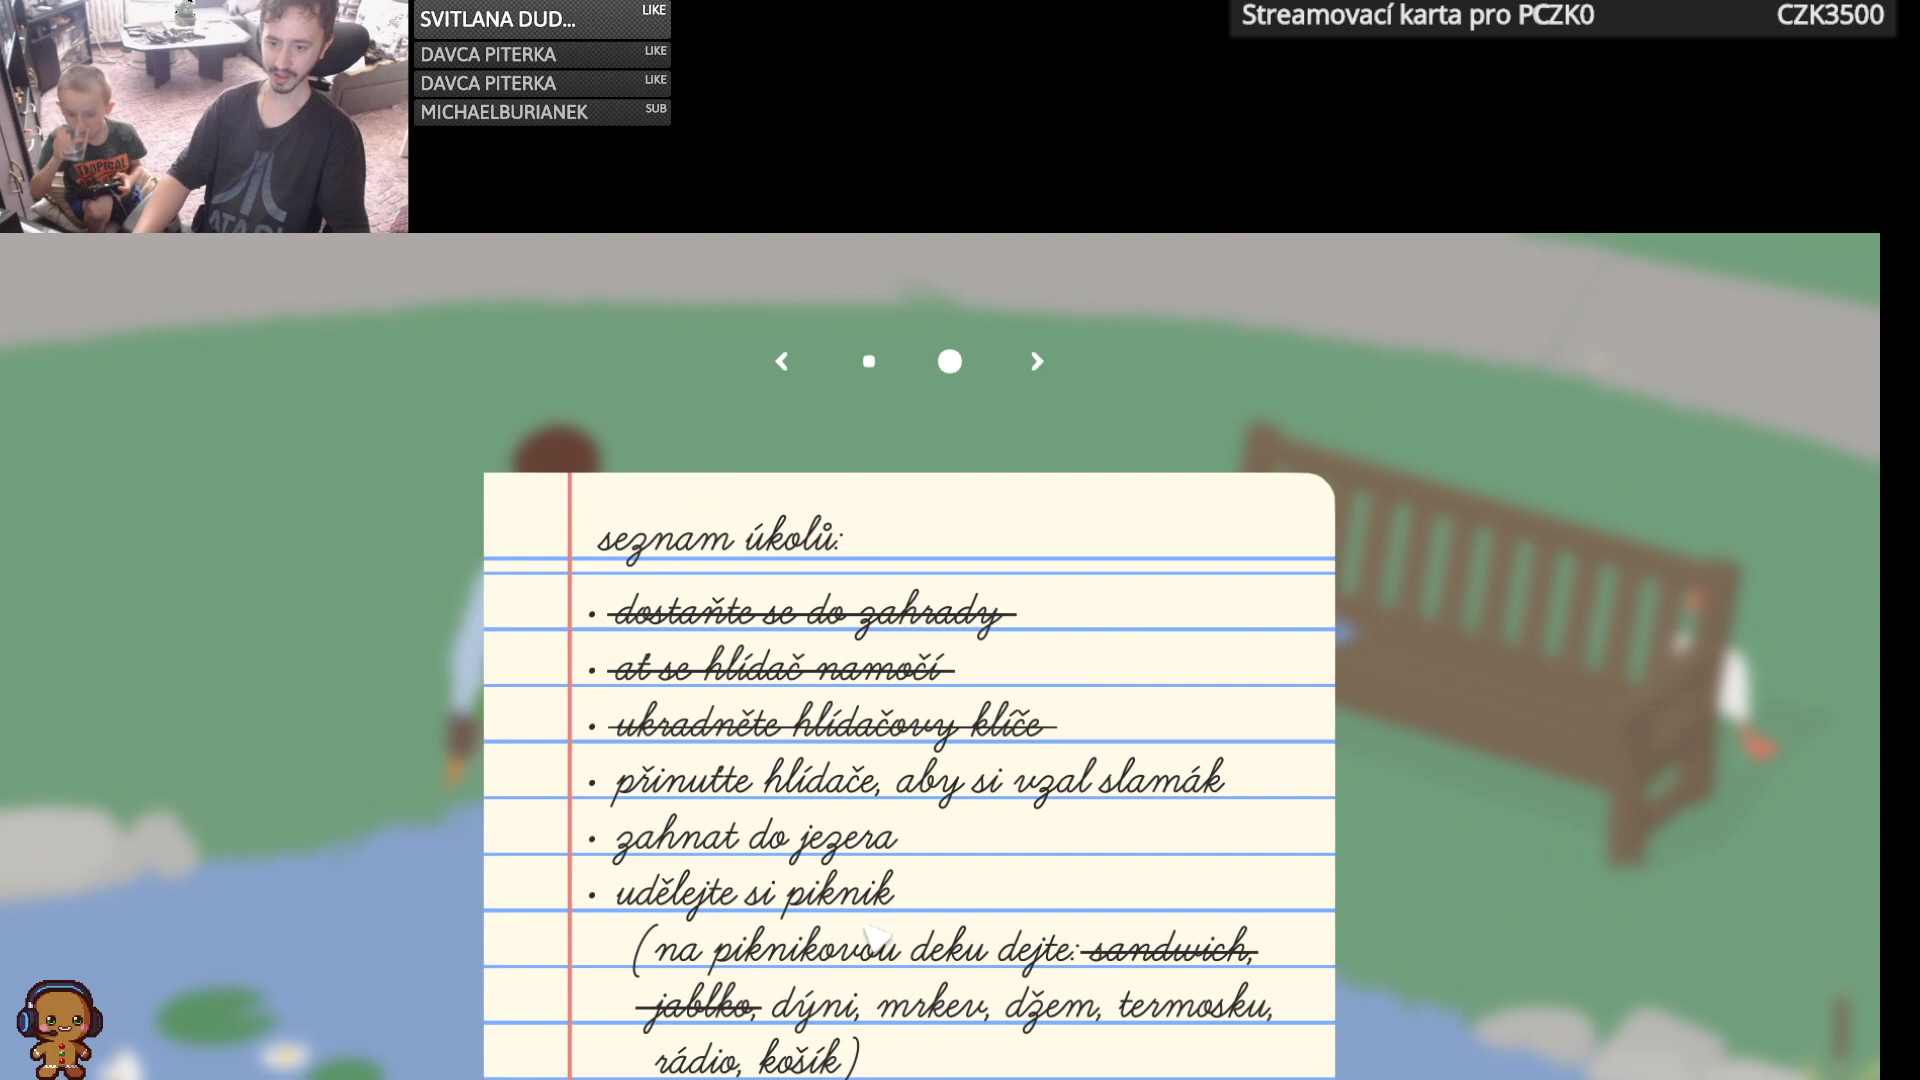 SVITLANA DUD... LIKE
DAVCA PITERKA LIKE
DAVCA PITERKA LIKE
MICHAELBURIANEK SUB
Streamovací karta pro PCZK0 CZK3500
TROPICAL
ATARI
seznam úkolů:
• dostaňte se do zahrady
• ať se hlídač namočí
• ukradněte hlídačovy klíče
• přinuťte hlídače, aby si vzal slamák
• zahnat do jezera
• udělejte si piknik
(na piknikovou deku dejte: sandwich,
jablko, dýni, mrkev, džem, termosku,
rádio, košík)